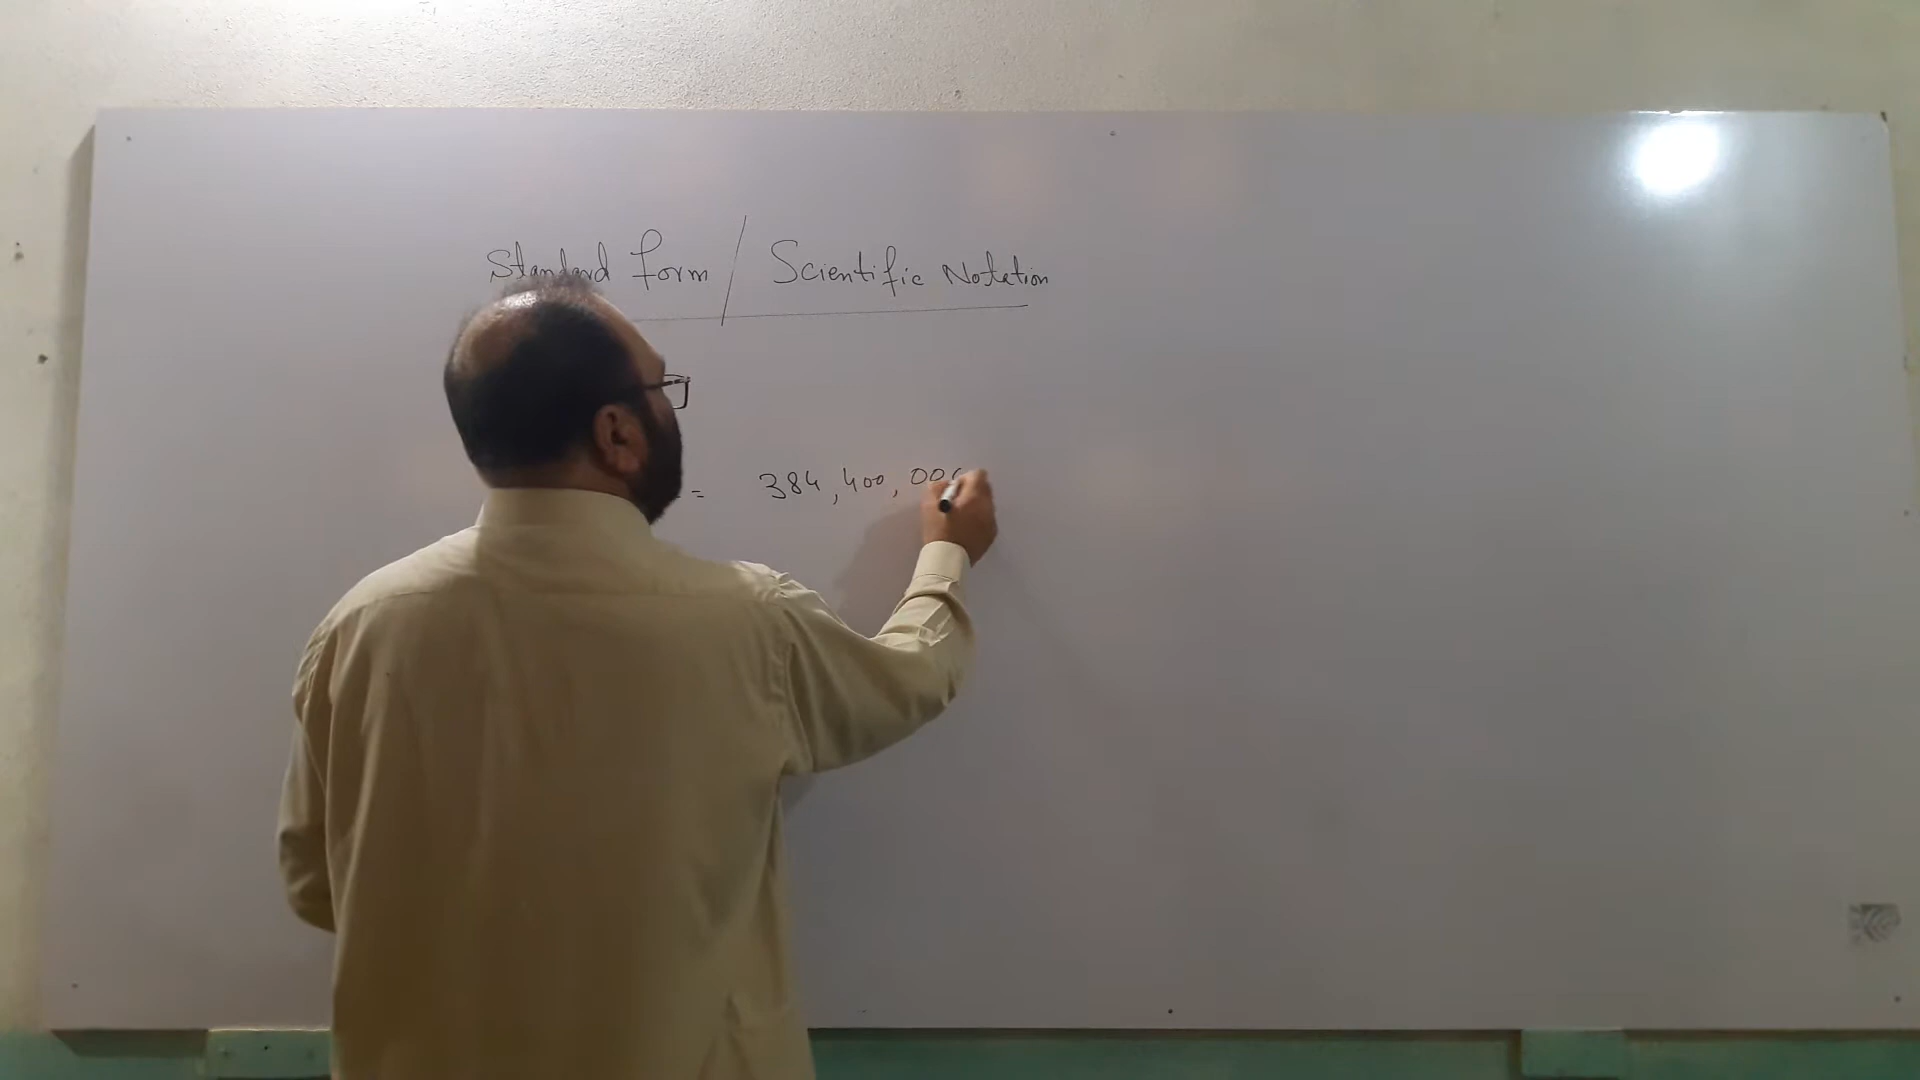 Standard form / Scientific Notation
= 384,400,000